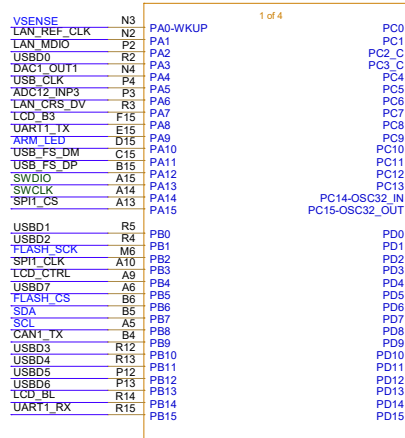 1 of 4
VSENSE N3 PA0-WKUP PC0
LAN_REF_CLK N2 PA1 PC1
LAN_MDIO P2 PA2 PC2_C
USBD0 R2 PA3 PC3_C
DAC1_OUT1 N4 PA4 PC4
USB_CLK P4 PA5 PC5
ADC12_INP3 P3 PA6 PC6
LAN_CRS_DV R3 PA7 PC7
LCD_B3 F15 PA8 PC8
UART1_TX E15 PA9 PC9
ARM_LED D15 PA10 PC10
USB_FS_DM C15 PA11 PC11
USB_FS_DP B15 PA12 PC12
SWDIO A15 PA13 PC13
SWCLK A14 PA14 PC14-OSC32_IN
SPI1_CS A13 PA15 PC15-OSC32_OUT
USBD1 R5 PB0 PD0
USBD2 R4 PB1 PD1
FLASH_SCK M6 PB2 PD2
SPI1_CLK A10 PB3 PD3
LCD_CTRL A9 PB4 PD4
USBD7 A6 PB5 PD5
FLASH_CS B6 PB6 PD6
SDA B5 PB7 PD7
SCL A5 PB8 PD8
CAN1_TX B4 PB9 PD9
USBD3 R12 PB10 PD10
USBD4 R13 PB11 PD11
USBD5 P12 PB12 PD12
USBD6 P13 PB13 PD13
LCD_BL R14 PB14 PD14
UART1_RX R15 PB15 PD15